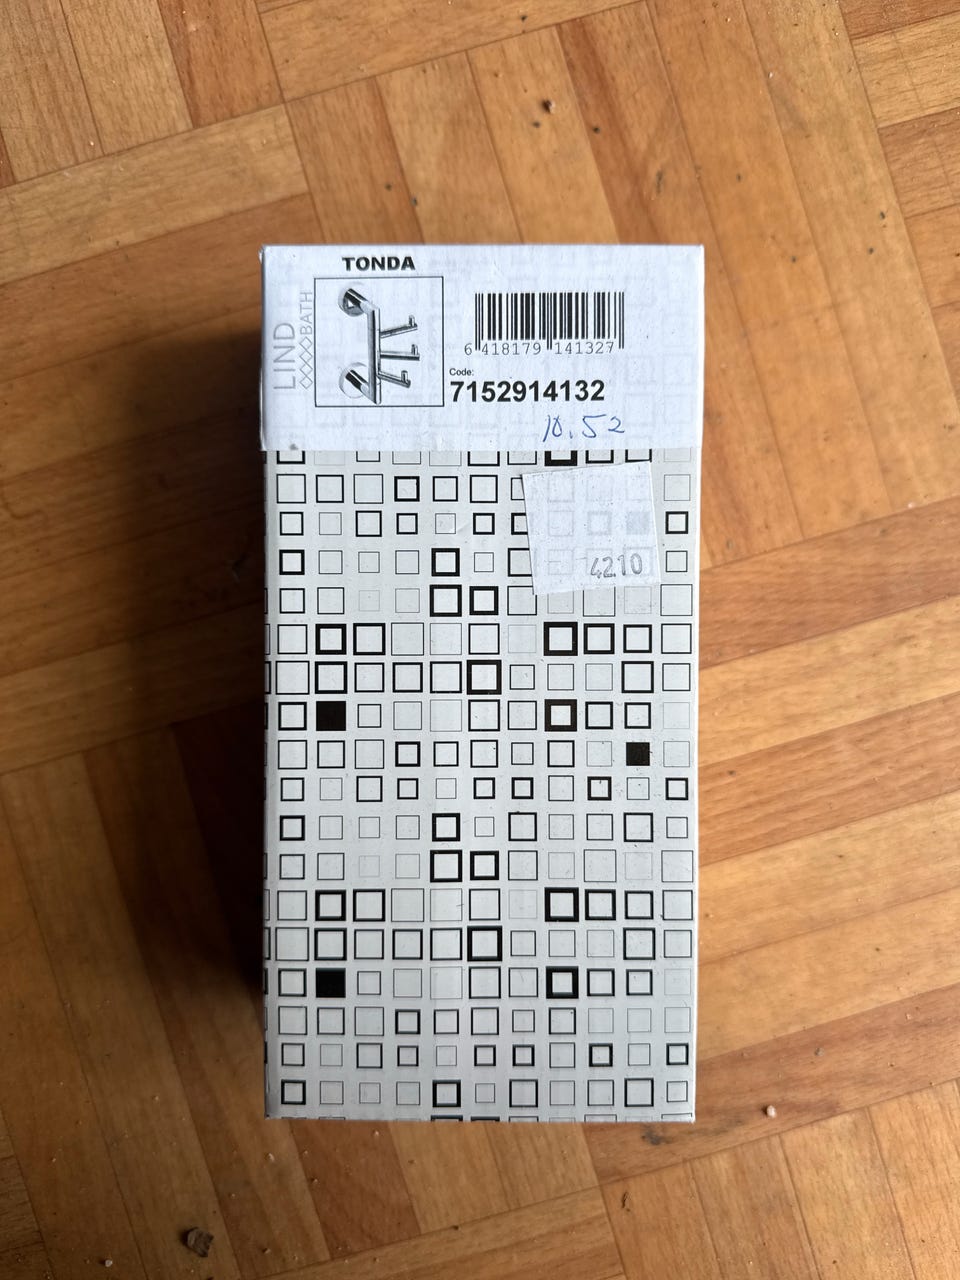 TONDA
LIND
BATH
6 418179 141327
Code:
7152914132
10.52
4210